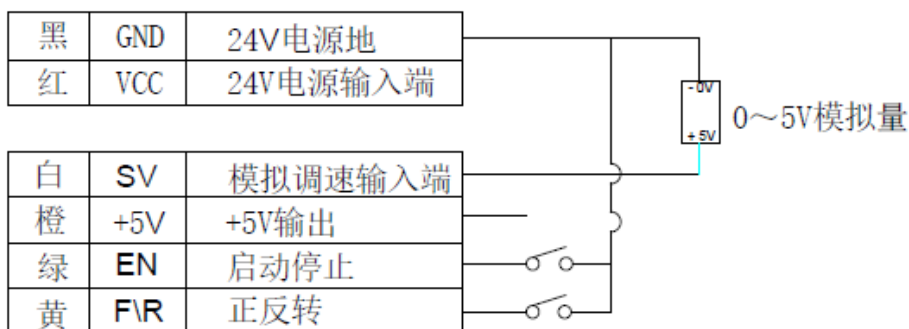 黑 GND 24V电源地
红 VCC 24V电源输入端
-0V
+5V
0～5V模拟量
白 SV 模拟调速输入端
橙 +5V +5V输出
绿 EN 启动停止
黄 F\R 正反转